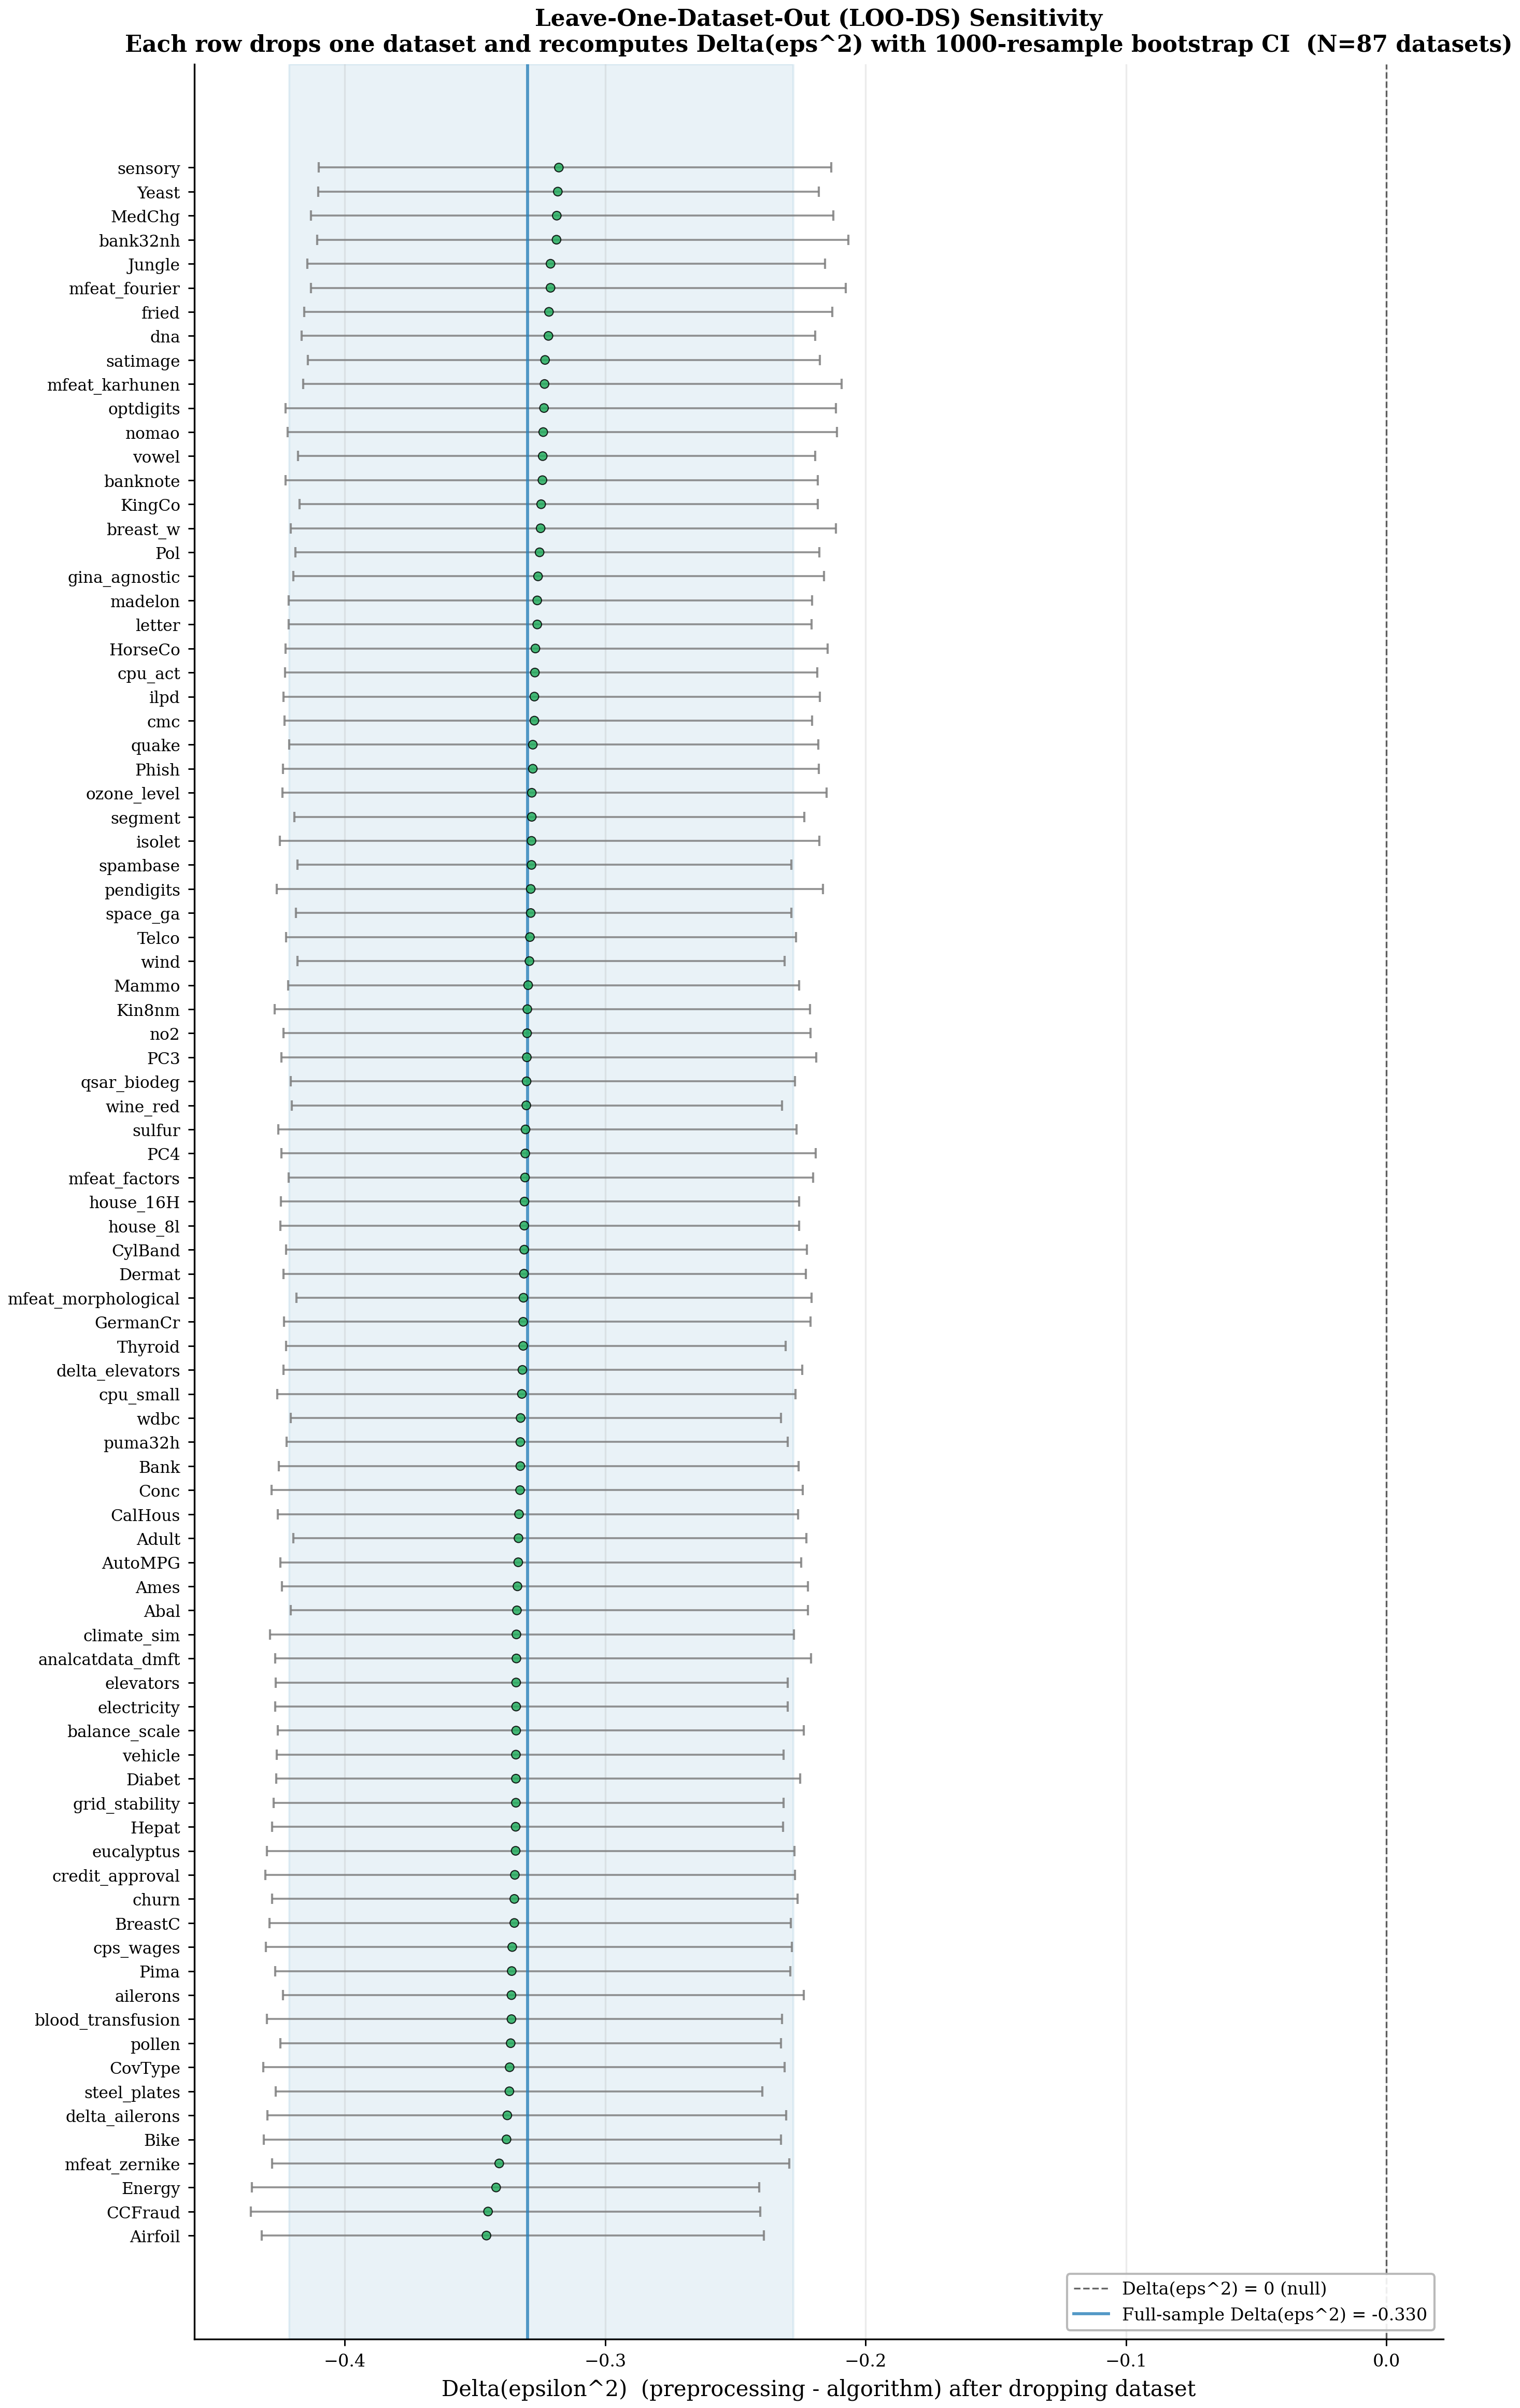 Leave-One-Dataset-Out (LOO-DS) Sensitivity
Each row drops one dataset and recomputes Delta(eps^2) with 1000-resample bootstrap CI  (N=87 datasets)
sensory
Yeast
MedChg
bank32nh
Jungle
mfeat_fourier
fried
dna
satimage
mfeat_karhunen
optdigits
nomao
vowel
banknote
KingCo
breast_w
Pol
gina_agnostic
madelon
letter
HorseCo
cpu_act
ilpd
cmc
quake
Phish
ozone_level
segment
isolet
spambase
pendigits
space_ga
Telco
wind
Mammo
Kin8nm
no2
PC3
qsar_biodeg
wine_red
sulfur
PC4
mfeat_factors
house_16H
house_8l
CylBand
Dermat
mfeat_morphological
GermanCr
Thyroid
delta_elevators
cpu_small
wdbc
puma32h
Bank
Conc
CalHous
Adult
AutoMPG
Ames
Abal
climate_sim
analcatdata_dmft
elevators
electricity
balance_scale
vehicle
Diabet
grid_stability
Hepat
eucalyptus
credit_approval
churn
BreastC
cps_wages
Pima
ailerons
blood_transfusion
pollen
CovType
steel_plates
delta_ailerons
Bike
mfeat_zernike
Energy
CCFraud
Airfoil
Delta(eps^2) = 0 (null)
Full-sample Delta(eps^2) = -0.330
−0.4 −0.3 −0.2 −0.1 0.0
Delta(epsilon^2)  (preprocessing - algorithm) after dropping dataset